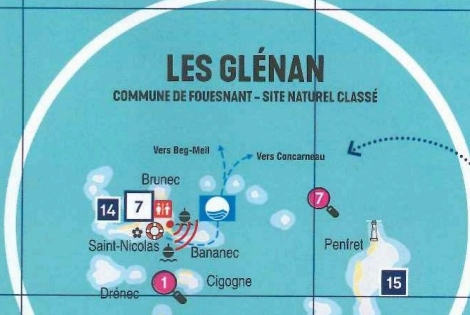 LES GLÉNAN
COMMUNE DE FOUESNANT - SITE NATUREL CLASSÉ
Vers Beg-Meil
Vers Concarneau
Brunec
7
14
7
Saint-Nicolas
Bananec
Penfret
1
Cigogne
15
Drénec